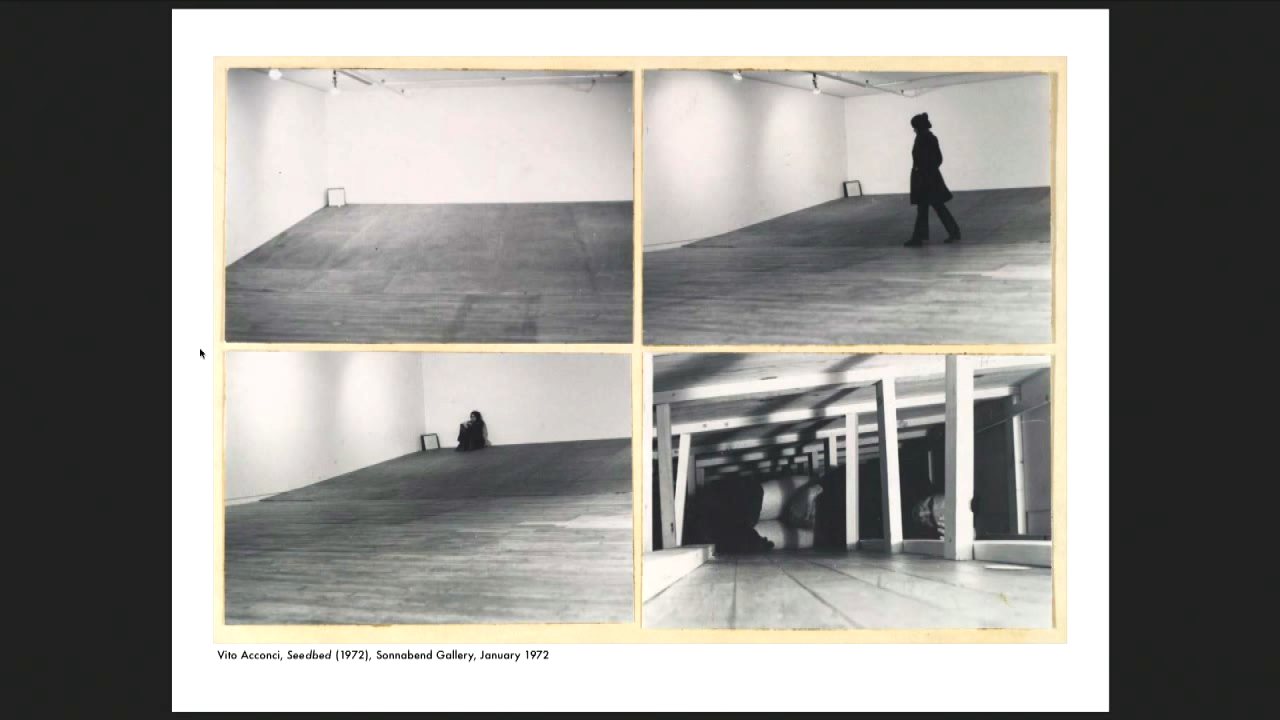 Vito Acconci, Seedbed (1972), Sonnabend Gallery, January 1972